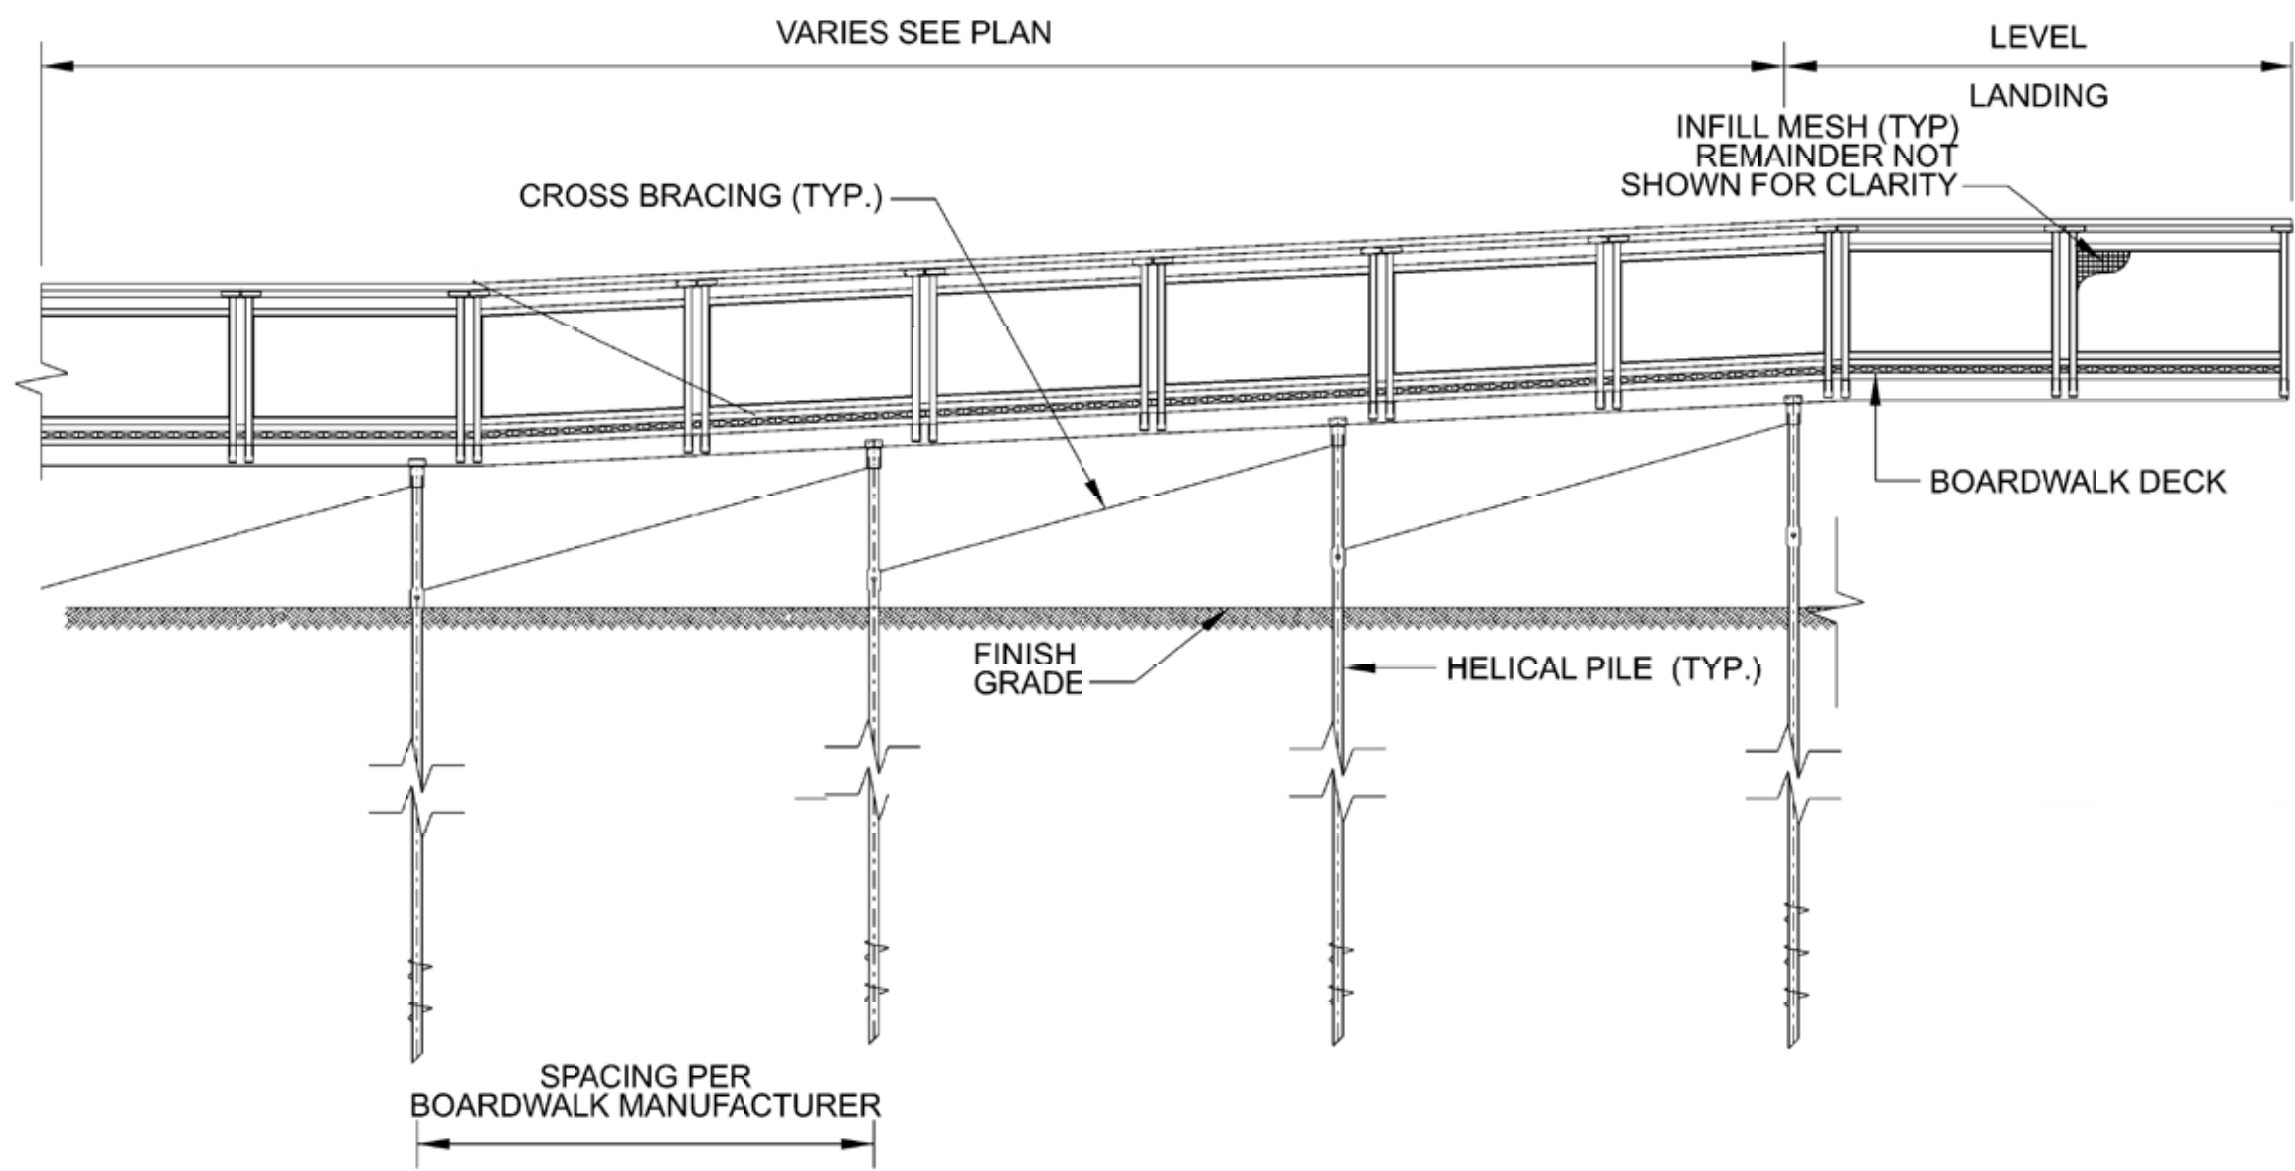 VARIES SEE PLAN
LEVEL
LANDING
INFILL MESH (TYP)
REMAINDER NOT
SHOWN FOR CLARITY
CROSS BRACING (TYP.)
BOARDWALK DECK
FINISH
GRADE
HELICAL PILE (TYP.)
SPACING PER
BOARDWALK MANUFACTURER